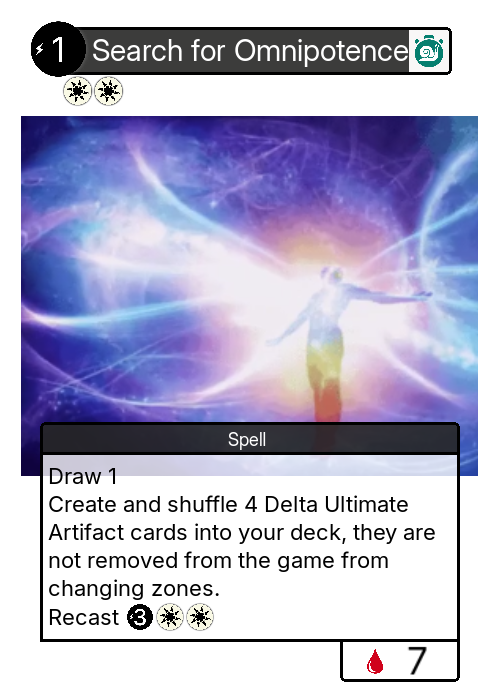 1 Search for Omnipotence
Spell
Draw 1
Create and shuffle 4 Delta Ultimate
Artifact cards into your deck, they are
not removed from the game from
changing zones.
Recast 3
7